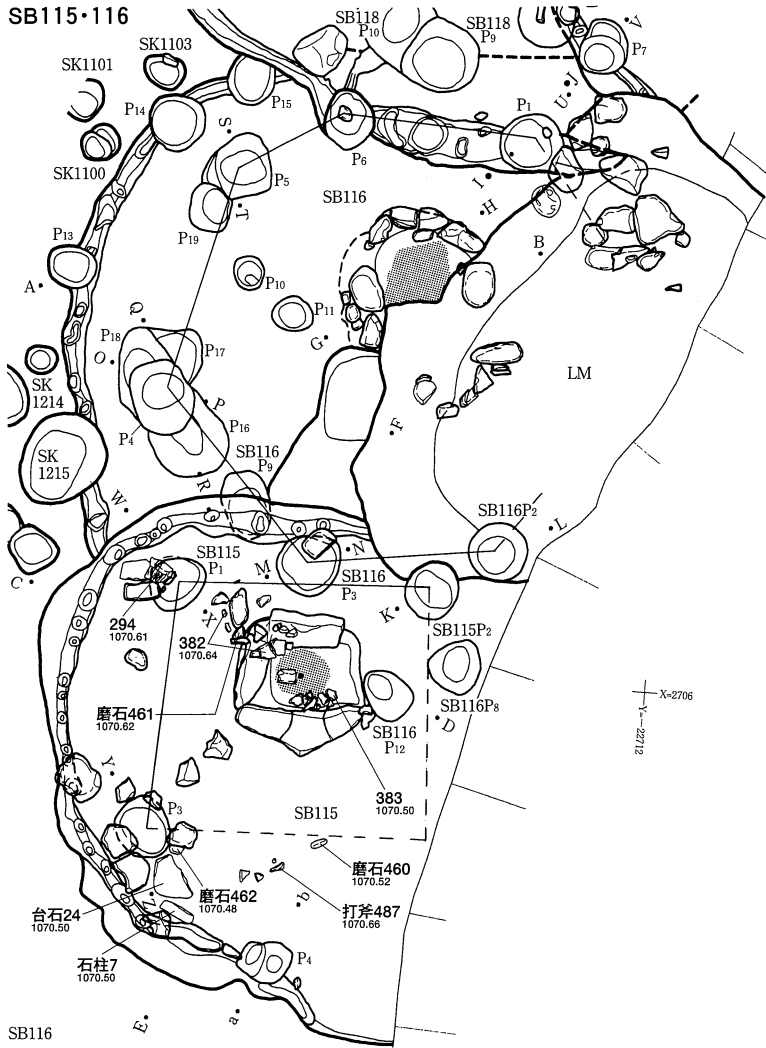 SB115・116
SK1103
SK1101
SB118
P10
SB118
P9
V
P7
P15
P14
J
U
P1
S
P6
SK1100
P5
I
T
SB116
H
P19
P13
B
A
P10
Q
P11
P18
G
O
P17
SK
1214
LM
P
P4
P16
F
SB116
P9
SK
1215
R
W
SB116P2
L
N
SB115
P1
C
M
SB116
P3
294
1070.61
X
K
382
1070.64
SB115P2
磨石461
1070.62
SB116P8
D
SB116
P12
X=2706
Y=-22712
Y
383
1070.50
P3
SB115
磨石460
1070.52
磨石462
1070.48
打斧487
1070.66
b
台石24
1070.50
Z
石柱7
1070.50
P4
E
a
SB116